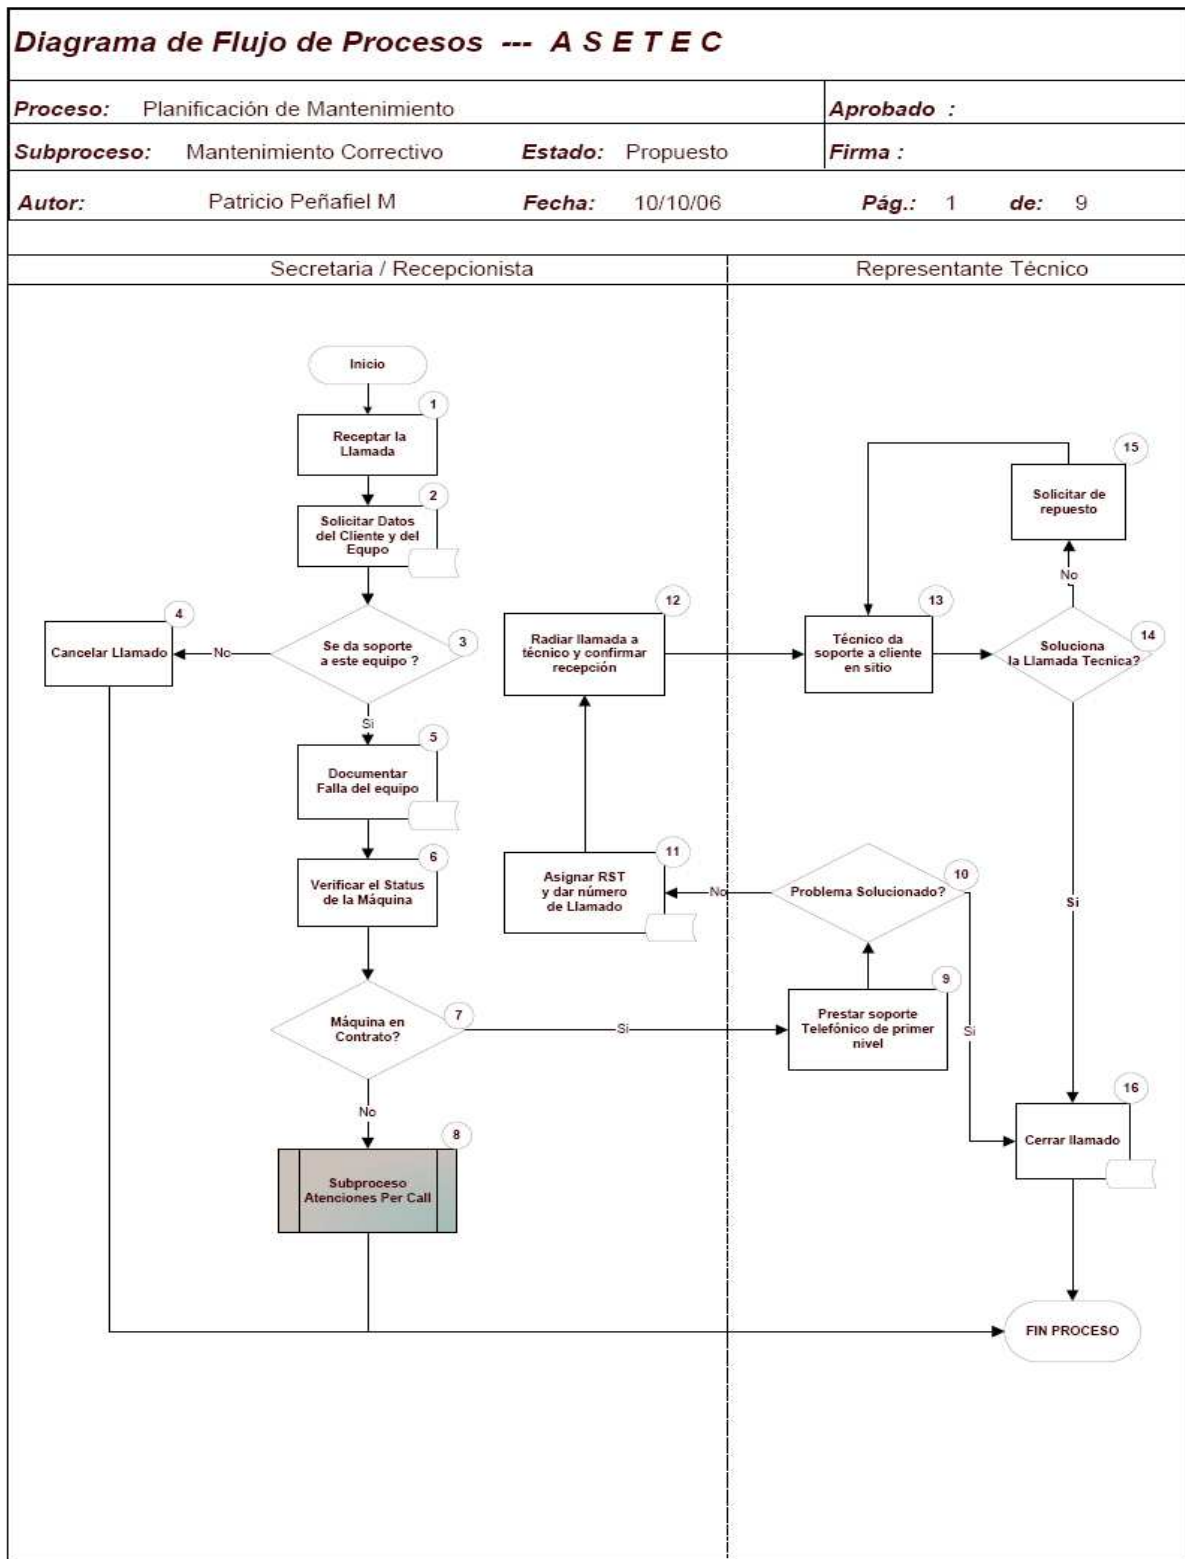 Diagrama de Flujo de Procesos --- A S E T E C
Proceso: Planificación de Mantenimiento
Aprobado :
Subproceso: Mantenimiento Correctivo Estado: Propuesto
Firma :
Autor: Patricio Peñafiel M Fecha: 10/10/06 Pág.: 1 de: 9
Secretaria / Recepcionista
Representante Técnico
Inicio
1
Receptar la
Llamada
2
Solicitar Datos
del Cliente y del
Equpo
3
Se da soporte
a este equipo ?
No
4
Cancelar Llamado
Si
5
Documentar
Falla del equipo
6
Verificar el Status
de la Máquina
7
Máquina en
Contrato?
No
8
Subproceso
Atenciones Per Call
Si
9
Prestar soporte
Telefónico de primer
nivel
10
Problema Solucionado?
No
Si
11
Asignar RST
y dar número
de Llamado
12
Radiar llamada a
técnico y confirmar
recepción
13
Técnico da
soporte a cliente
en sitio
14
Soluciona
la Llamada Tecnica?
No
15
Solicitar de
repuesto
Si
16
Cerrar llamado
FIN PROCESO